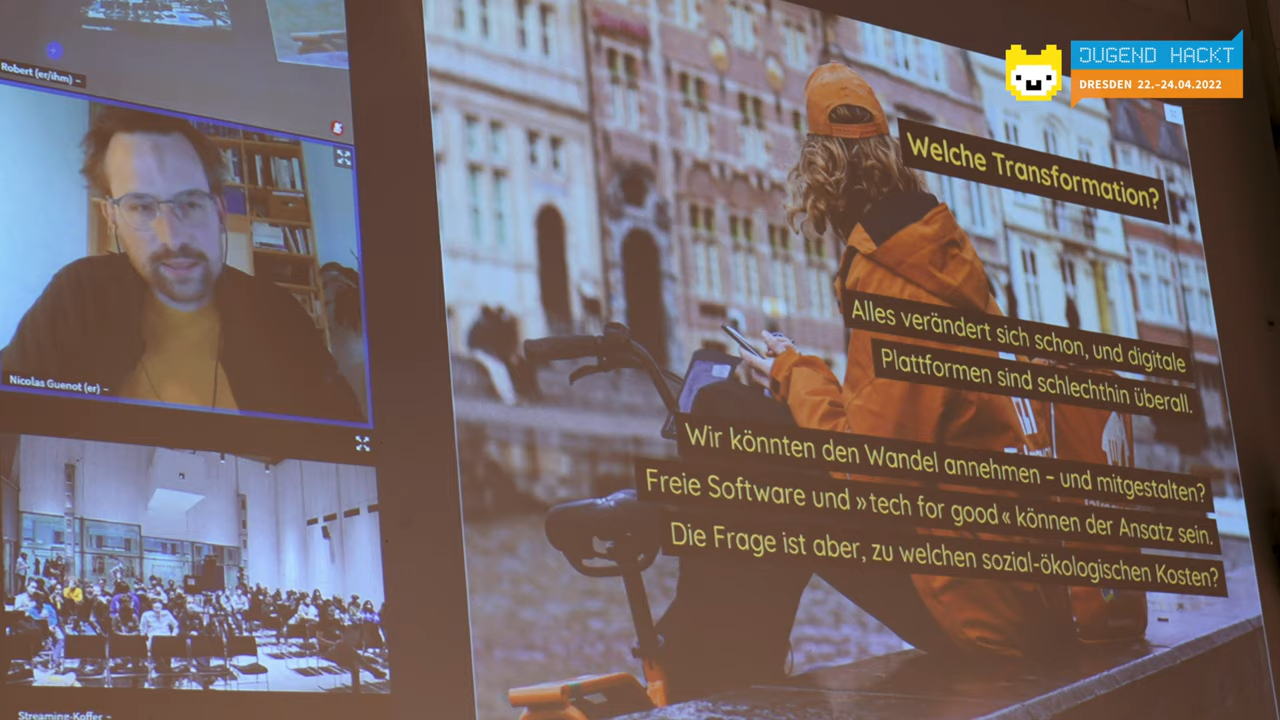 Robert (er/ihm)
Nicolas Guenot (er)
Streaming-Koffer
JUGEND HACKT
DRESDEN 22.–24.04.2022
Welche Transformation?
Alles verändert sich schon, und digitale
Plattformen sind schlechthin überall.
Wir könnten den Wandel annehmen – und mitgestalten?
Freie Software und »tech for good« können der Ansatz sein.
Die Frage ist aber, zu welchen sozial-ökologischen Kosten?